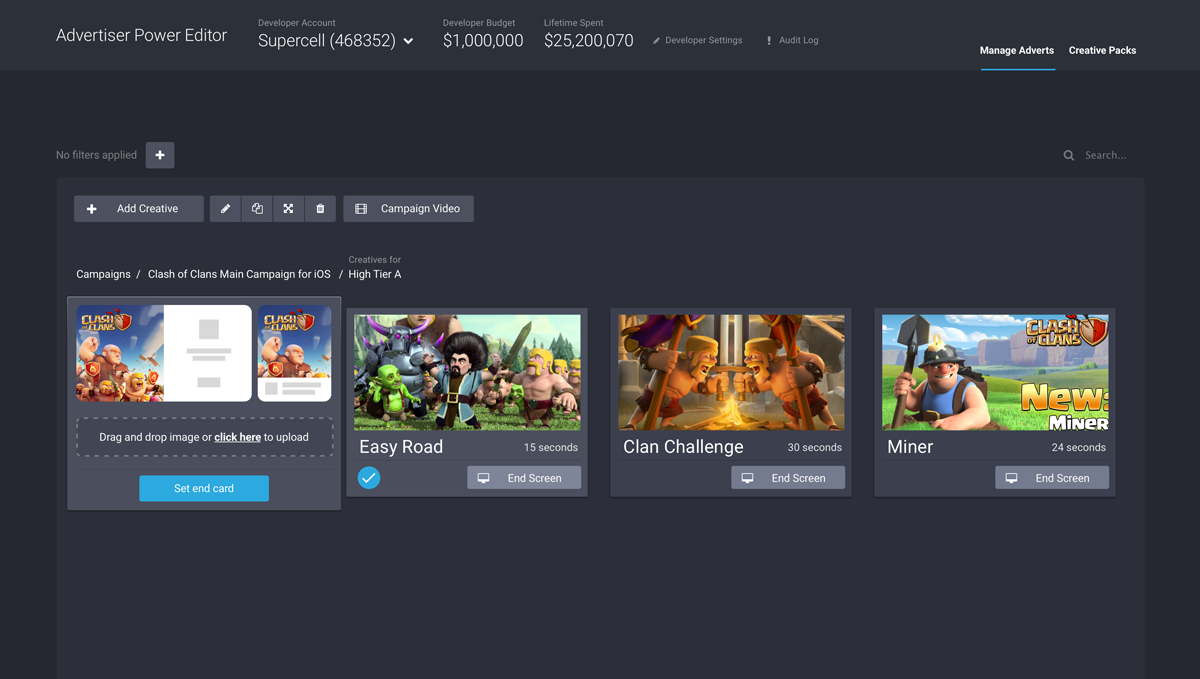 Advertiser Power Editor
Developer Account
Supercell (468352)
Developer Budget
$1,000,000
Lifetime Spent
$25,200,070
Developer Settings
Audit Log
Manage Adverts
Creative Packs
No filters applied
Search...
Add Creative
Campaign Video
Creatives for
Campaigns / Clash of Clans Main Campaign for iOS / High Tier A
CLASH
OF CLANS
CLASH
OF CLANS
Drag and drop image or click here to upload
Set end card
Easy Road
15 seconds
End Screen
Clan Challenge
30 seconds
End Screen
CLASH
OF CLANS
New:
Miner
Miner
24 seconds
End Screen